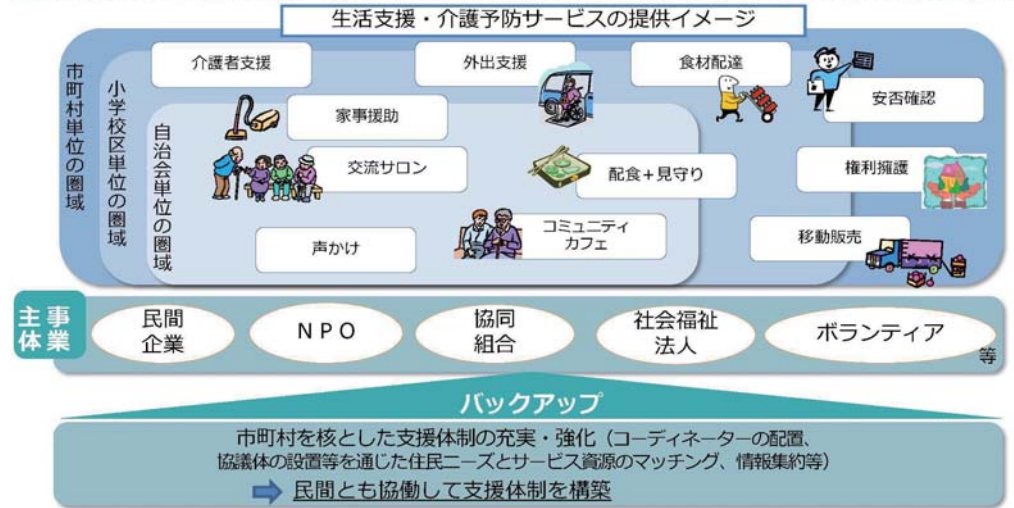 生活支援・介護予防サービスの提供イメージ
市町村単位の圏域
小学校区単位の圏域
自治会単位の圏域
介護者支援
外出支援
食材配達
安否確認
家事援助
交流サロン
配食+見守り
権利擁護
声かけ
コミュニティ
カフェ
移動販売
事業
主体
民間
企業
NPO
協同
組合
社会福祉
法人
ボランティア
等
バックアップ
市町村を核とした支援体制の充実・強化（コーディネーターの配置、
協議体の設置等を通じた住民ニーズとサービス資源のマッチング、情報集約等）
民間とも協働して支援体制を構築